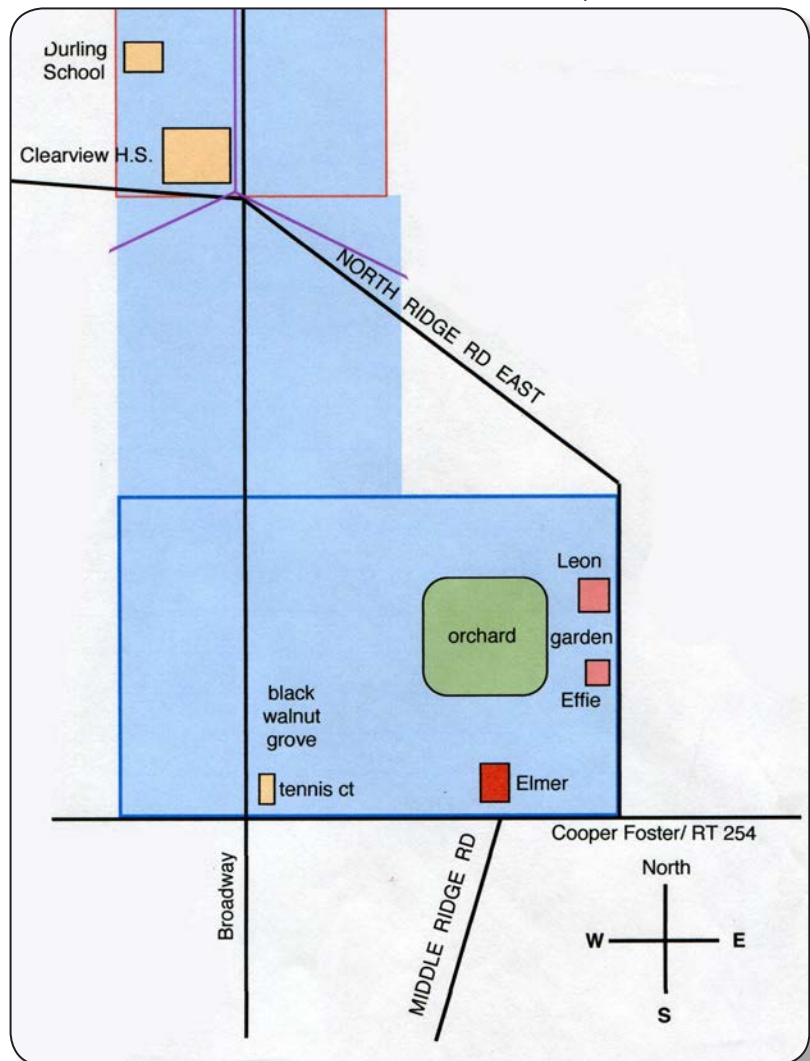 Durling
School
Clearview H.S.
NORTH RIDGE RD EAST
Leon
orchard
garden
Effie
black
walnut
grove
tennis ct
Elmer
Cooper Foster/ RT 254
Broadway
MIDDLE RIDGE RD
North
W
E
S